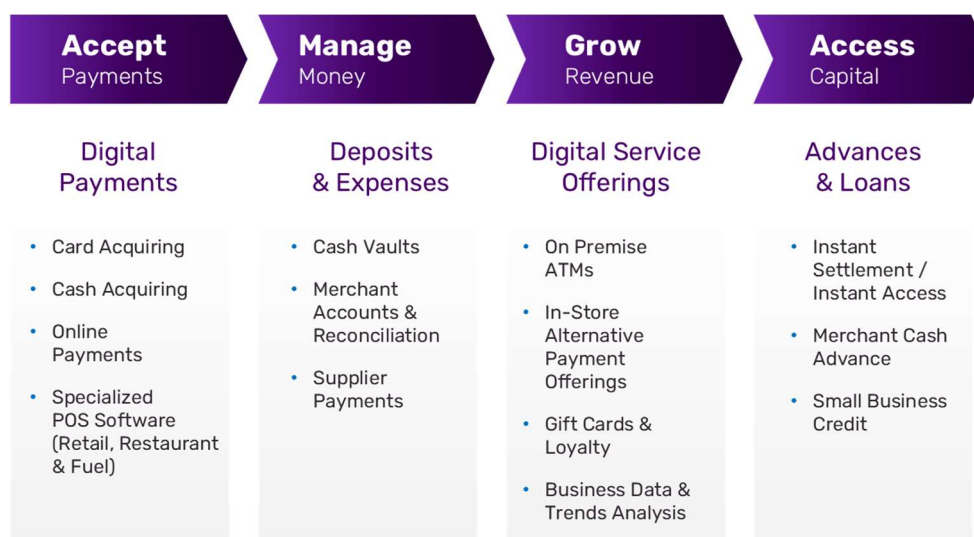 Accept
Payments
Manage
Money
Grow
Revenue
Access
Capital
Digital
Payments
• Card Acquiring
• Cash Acquiring
• Online
Payments
• Specialized
POS Software
(Retail, Restaurant
& Fuel)
Deposits
& Expenses
• Cash Vaults
• Merchant
Accounts &
Reconciliation
• Supplier
Payments
Digital Service
Offerings
• On Premise
ATMs
• In-Store
Alternative
Payment
Offerings
• Gift Cards &
Loyalty
• Business Data &
Trends Analysis
Advances
& Loans
• Instant
Settlement /
Instant Access
• Merchant Cash
Advance
• Small Business
Credit